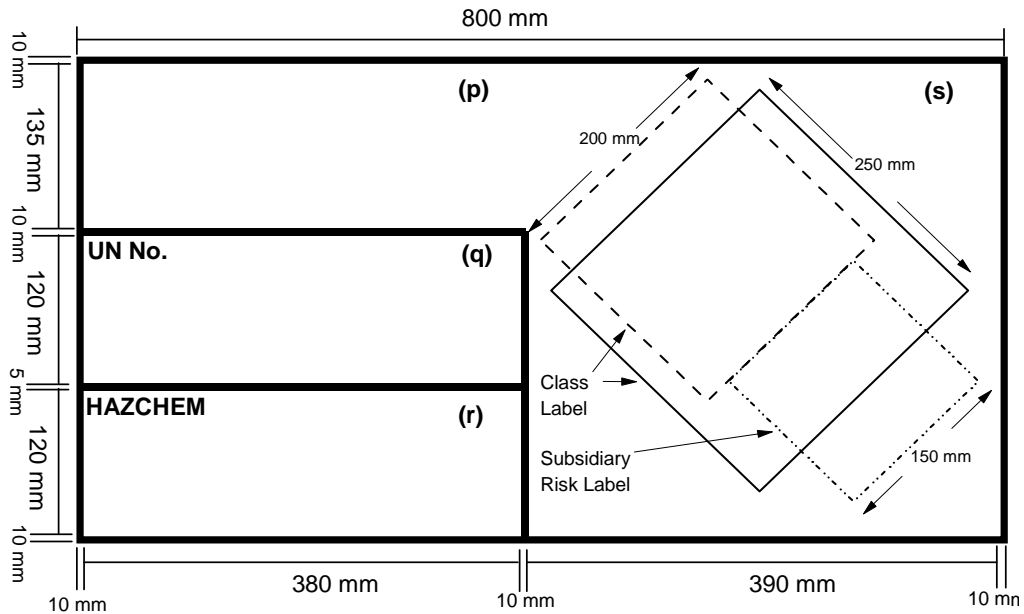 800 mm
10 mm
(p)
(s)
135 mm
200 mm
250 mm
10 mm
UN No.
(q)
120 mm
5 mm
Class
Label
HAZCHEM
(r)
120 mm
Subsidiary
Risk Label
150 mm
10 mm
380 mm
390 mm
10 mm
10 mm
10 mm